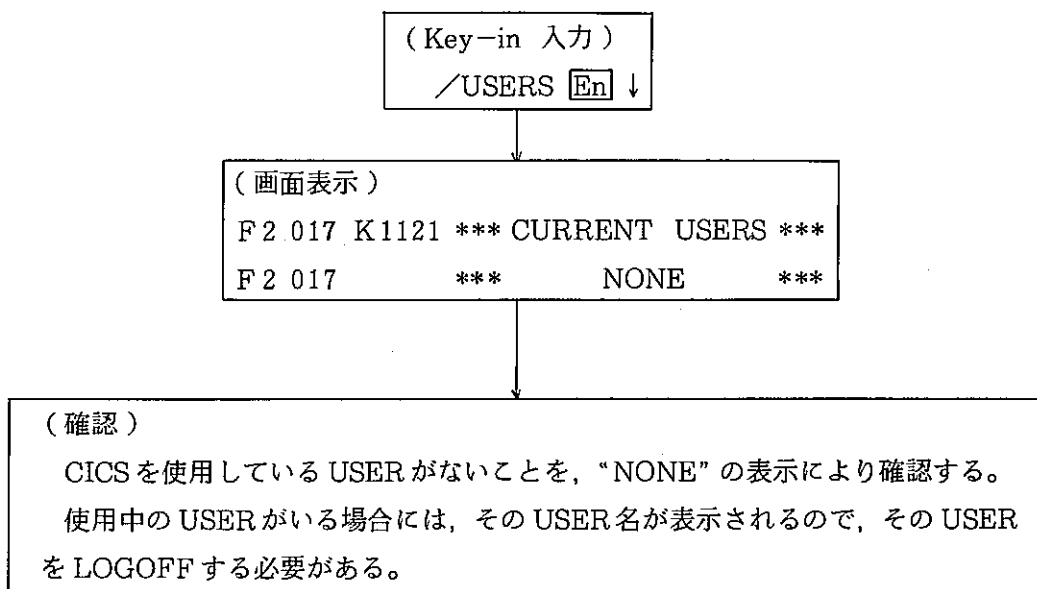 (Key-in 入力)
/USERS En ↓
(画面表示)
F2 017 K1121 *** CURRENT USERS ***
F2 017 *** NONE ***
(確認)
CICSを使用しているUSERがないことを,“NONE”の表示により確認する。
使用中のUSERがいる場合には,そのUSER名が表示されるので,そのUSER
をLOGOFFする必要がある。